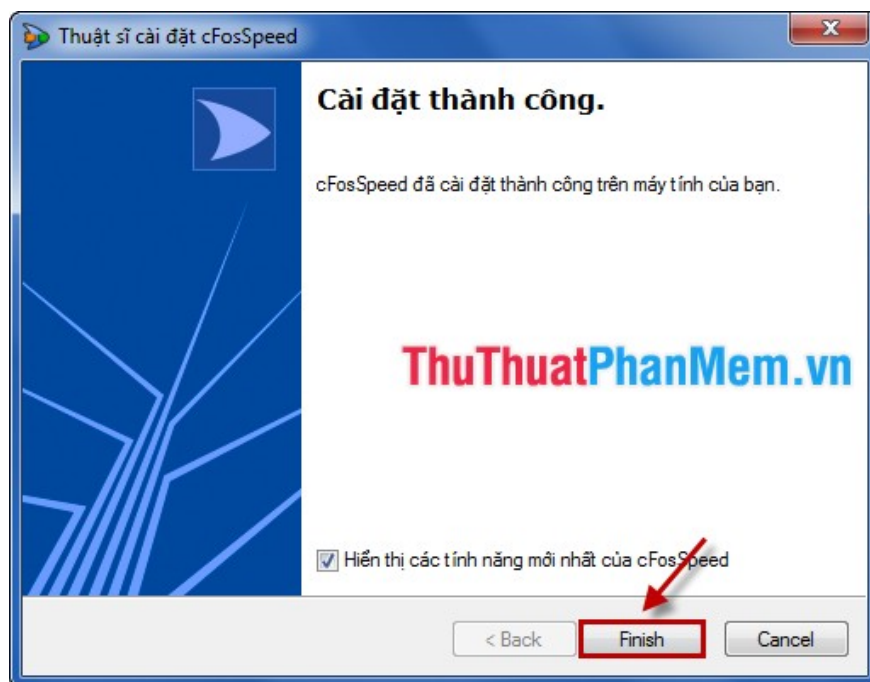 Thuật sĩ cài đặt cFosSpeed
Cài đặt thành công.
cFosSpeed đã cài đặt thành công trên máy tính của bạn.
ThuThuatPhanMem.vn
Hiển thị các tính năng mới nhất của cFosSpeed
< Back Finish Cancel